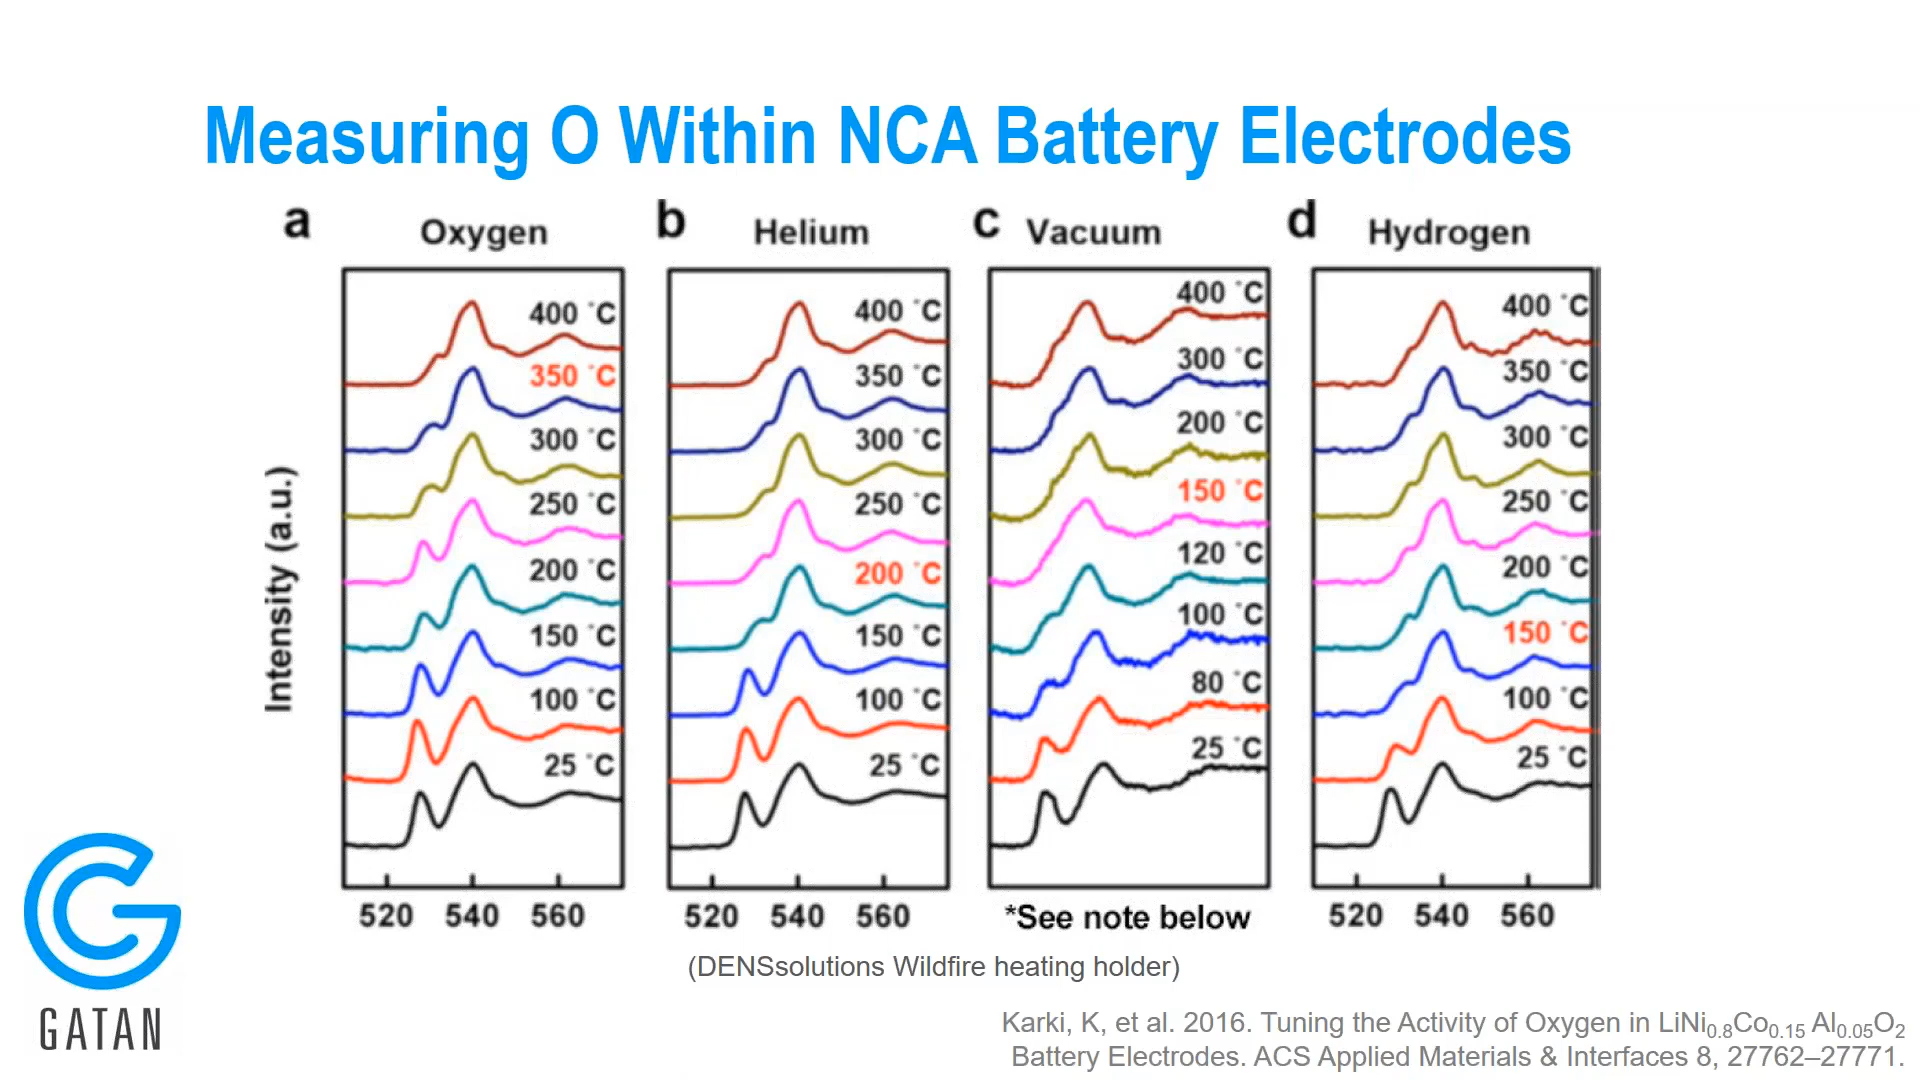 Measuring O Within NCA Battery Electrodes
a Oxygen
b Helium
c Vacuum
d Hydrogen
Intensity (a.u.)
400 °C
350 °C
300 °C
250 °C
200 °C
150 °C
100 °C
25 °C
520 540 560
400 °C
350 °C
300 °C
250 °C
200 °C
150 °C
100 °C
25 °C
520 540 560
400 °C
300 °C
200 °C
150 °C
120 °C
100 °C
80 °C
25 °C
*See note below
400 °C
350 °C
300 °C
250 °C
200 °C
150 °C
100 °C
25 °C
520 540 560
(DENSsolutions Wildfire heating holder)
GATAN
Karki, K, et al. 2016. Tuning the Activity of Oxygen in LiNi0.8Co0.15 Al0.05O2
Battery Electrodes. ACS Applied Materials & Interfaces 8, 27762–27771.